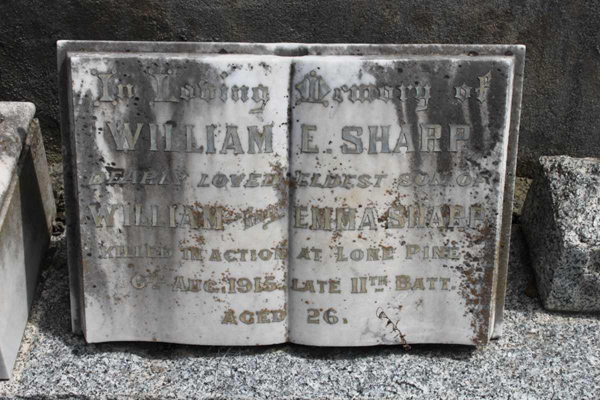 In Loving Memory of
WILLIAM E. SHARP
DEARLY LOVED ELDEST SON OF
WILLIAM AND EMMA SHARP
KILLED IN ACTION AT LONE PINE
6TH AUG. 1915. LATE 11TH BATT.
AGED 26.